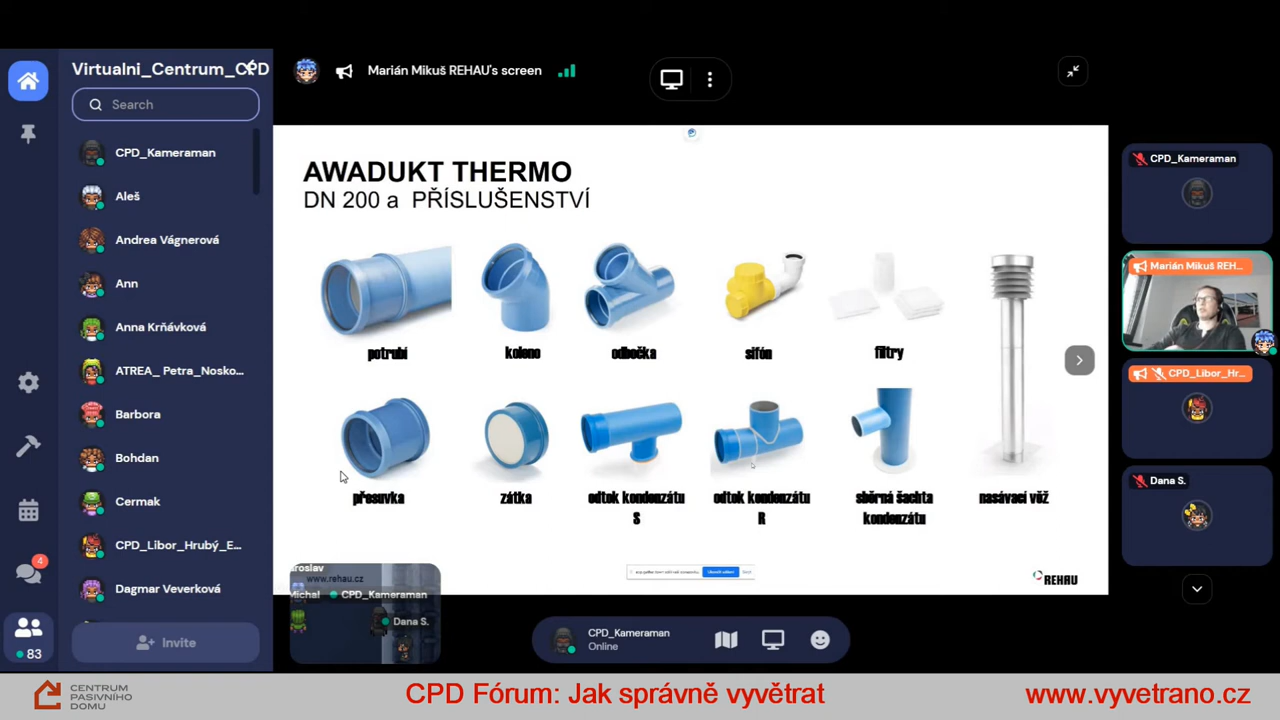 Virtualni_Centrum_CPD
Search
CPD_Kameraman
Aleš
Andrea Vágnerová
Ann
Anna Krňávková
ATREA_ Petra_Nosko...
Barbora
Bohdan
Cermak
CPD_Libor_Hrubý_E...
Dagmar Veverková
Invite
4
83
Marián Mikuš REHAU's screen
AWADUKT THERMO
DN 200 a PŘÍSLUŠENSTVÍ
potrubí
koleno
odbočka
sifón
filtry
přesuvka
zátka
odtok kondenzátu
S
odtok kondenzátu
R
sběrná šachta
kondenzátu
nasávací věž
REHAU
www.rehau.cz
Michal
CPD_Kameraman
Dana S.
CPD_Kameraman
Online
CPD_Kameraman
Marián Mikuš REH...
CPD_Libor_Hr...
Dana S.
CENTRUM
PASIVNÍHO
DOMU
CPD Fórum: Jak správně vyvětrat
www.vyvetrano.cz